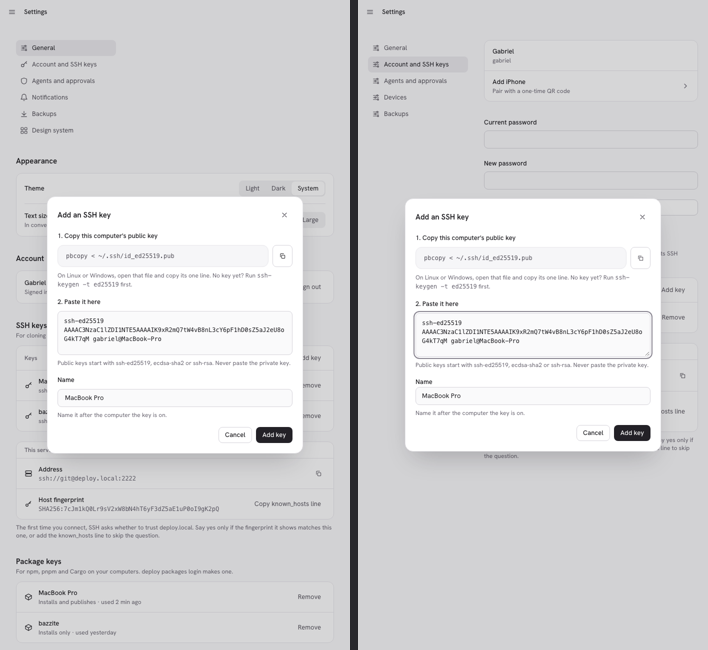 Settings
General
Account and SSH keys
Agents and approvals
Notifications
Backups
Design system
Appearance
Theme
Light Dark System
Text size
In conve
Large
Account
Gabriel
Signed in
gn out
SSH keys
For cloning
Keys
dd key
Ma
ssh
move
baz
ssh
move
This serv
Address
ssh://git@deploy.local:2222
Host fingerprint
SHA256:7cJm1kQ0Lr9sV2xW8bN4hT6yF3dZ5aE1uP0oI9gK2pQ
Copy known_hosts line
The first time you connect, SSH asks whether to trust deploy.local. Say yes only if the fingerprint it shows matches this
one, or add the known_hosts line to skip the question.
Package keys
For npm, pnpm and Cargo on your computers. deploy packages login makes one.
MacBook Pro
Installs and publishes · used 2 min ago
Remove
bazzite
Installs only · used yesterday
Remove
Add an SSH key
1. Copy this computer's public key
pbcopy < ~/.ssh/id_ed25519.pub
On Linux or Windows, open that file and copy its one line. No key yet? Run ssh-
keygen -t ed25519 first.
2. Paste it here
ssh-ed25519
AAAAC3NzaC1lZDI1NTE5AAAAIK9xR2mQ7tW4vB8nL3cY6pF1hD0sZ5aJ2eU8o
G4kT7qM gabriel@MacBook-Pro
Public keys start with ssh-ed25519, ecdsa-sha2 or ssh-rsa. Never paste the private key.
Name
MacBook Pro
Name it after the computer the key is on.
Cancel Add key
Settings
General
Account and SSH keys
Agents and approvals
Devices
Backups
Gabriel
gabriel
Add iPhone
Pair with a one-time QR code
Current password
New password
ts SSH
Add key
Remove
osts line
y yes only if
line to skip
the question.
Add an SSH key
1. Copy this computer's public key
pbcopy < ~/.ssh/id_ed25519.pub
On Linux or Windows, open that file and copy its one line. No key yet? Run ssh-
keygen -t ed25519 first.
2. Paste it here
ssh-ed25519
AAAAC3NzaC1lZDI1NTE5AAAAIK9xR2mQ7tW4vB8nL3cY6pF1hD0sZ5aJ2eU8o
G4kT7qM gabriel@MacBook-Pro
Public keys start with ssh-ed25519, ecdsa-sha2 or ssh-rsa. Never paste the private key.
Name
MacBook Pro
Name it after the computer the key is on.
Cancel Add key